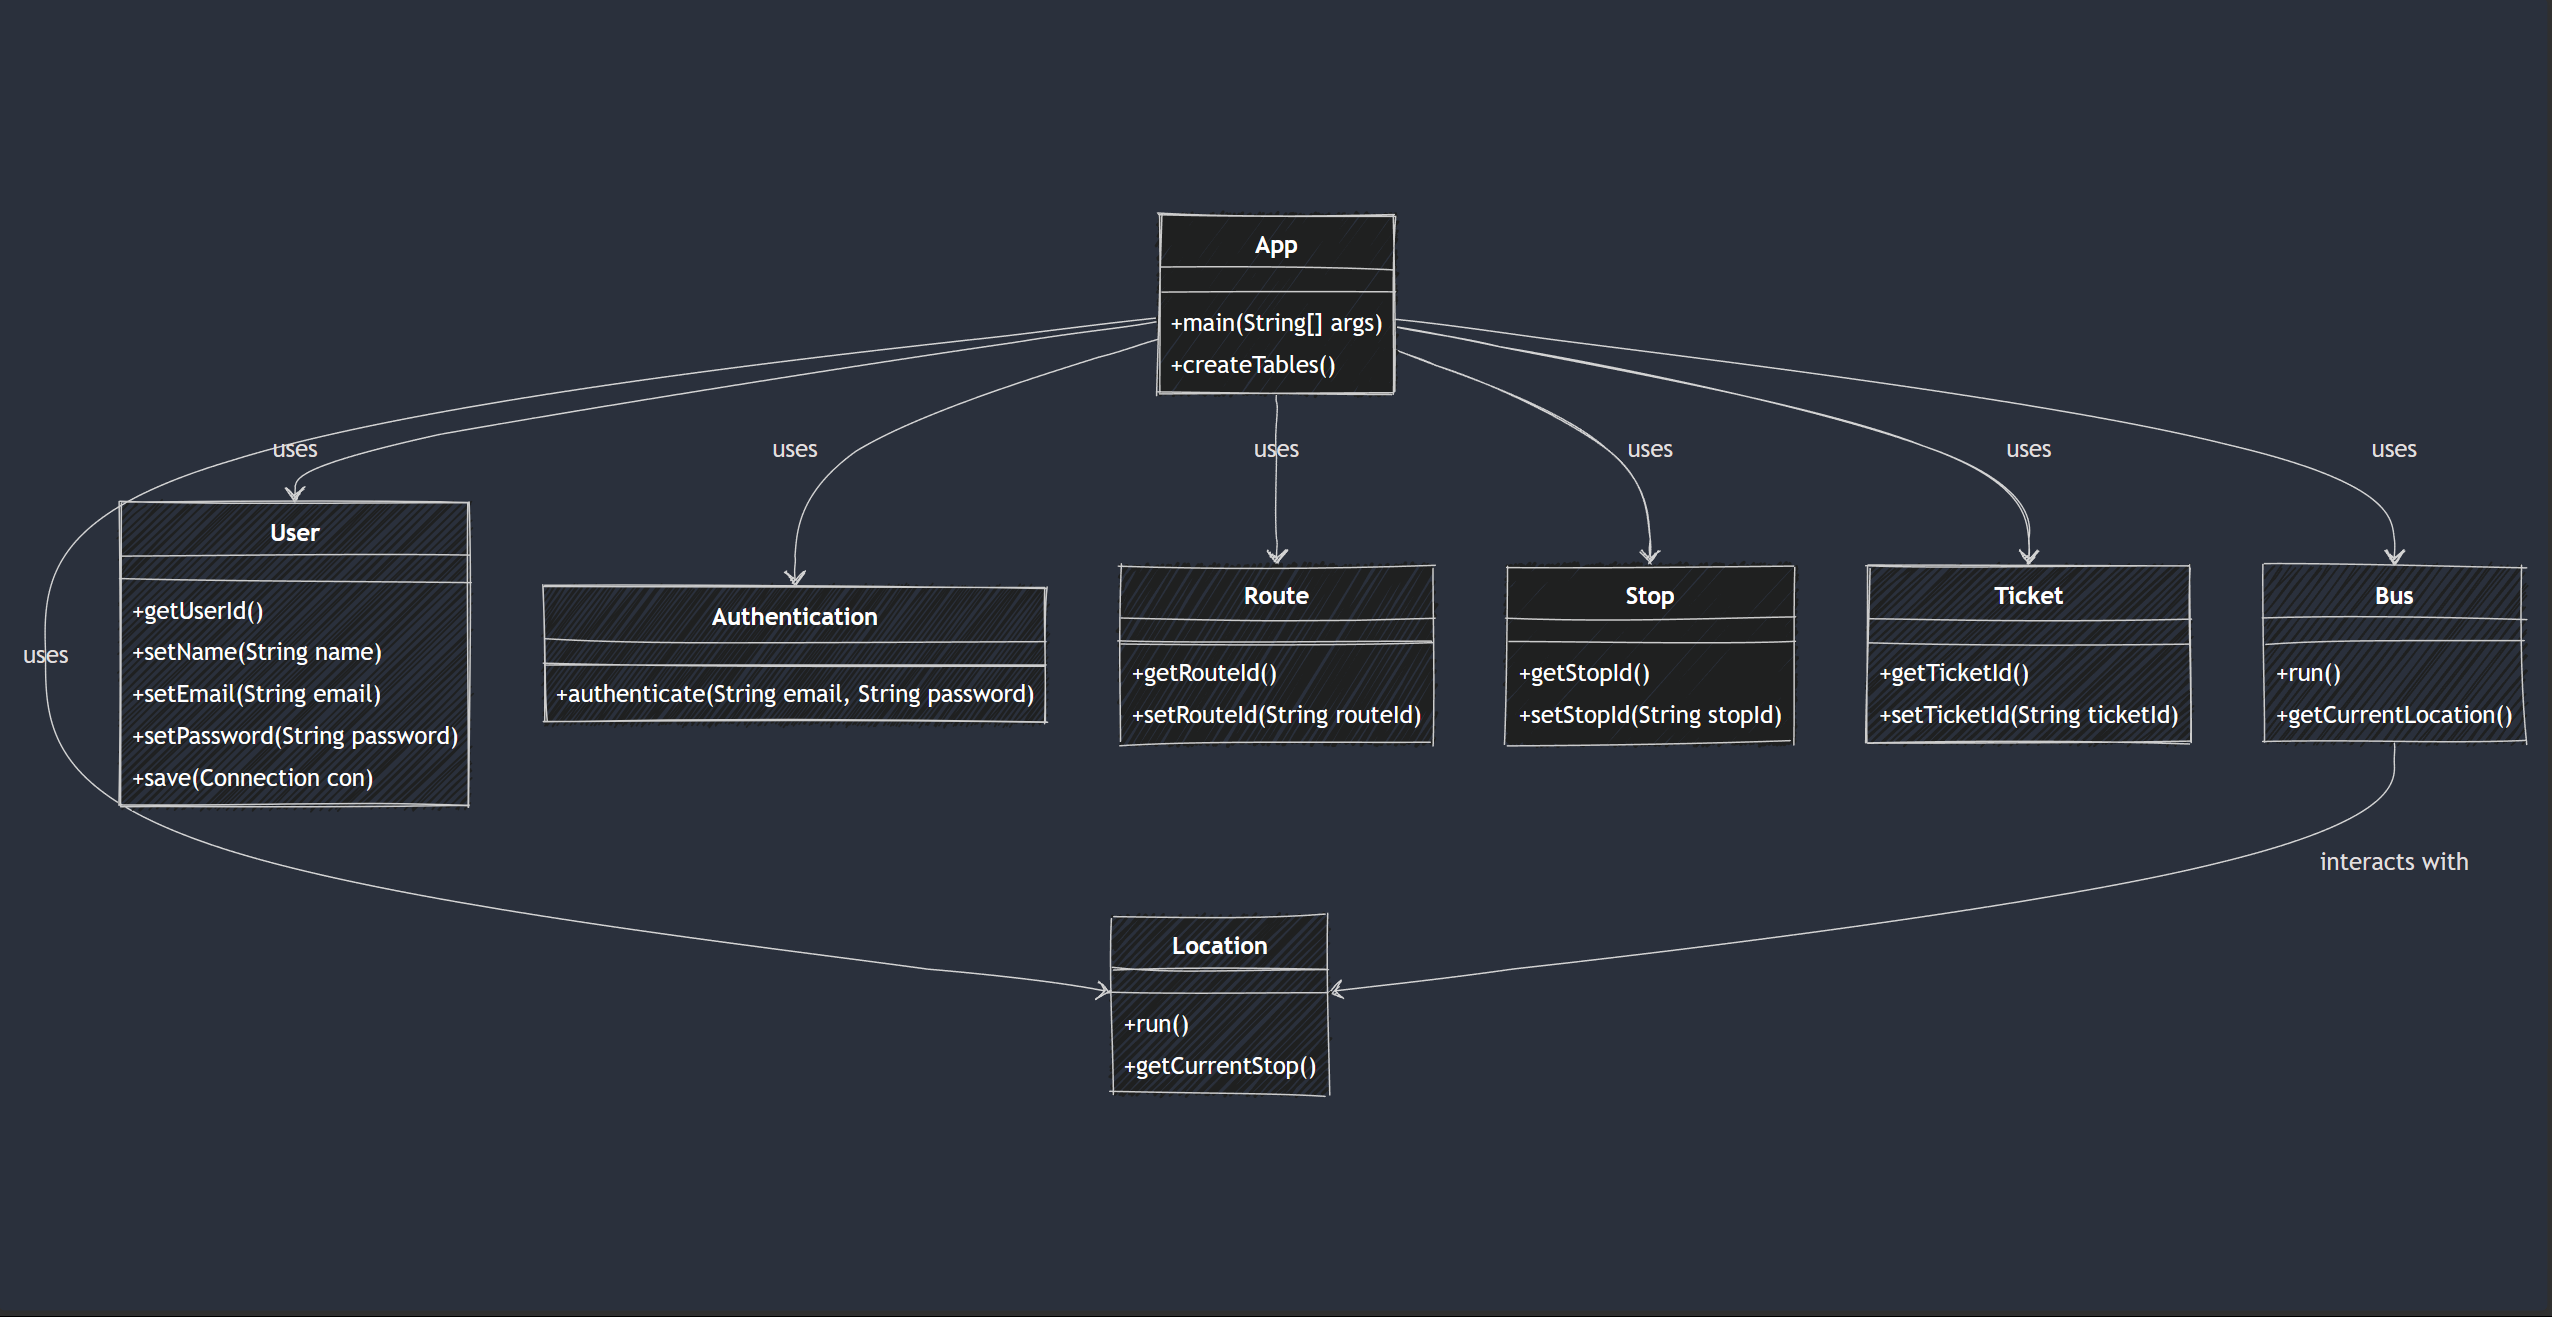 App
+main(String[] args)
+createTables()
uses
uses
uses
uses
uses
uses
User
+getUserId()
+setName(String name)
+setEmail(String email)
+setPassword(String password)
+save(Connection con)
Authentication
+authenticate(String email, String password)
Route
+getRouteId()
+setRouteId(String routeId)
Stop
+getStopId()
+setStopId(String stopId)
Ticket
+getTicketId()
+setTicketId(String ticketId)
Bus
+run()
+getCurrentLocation()
uses
interacts with
Location
+run()
+getCurrentStop()